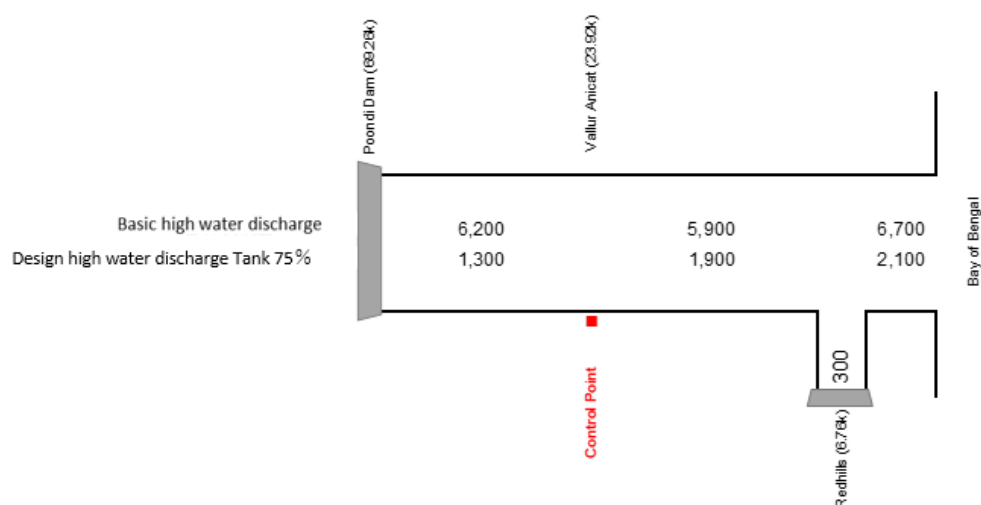 Poondi Dam (69.26k)
Vallur Anicat (23.92k)
Basic high water discharge
6,200
5,900
6,700
Design high water discharge Tank 75%
1,300
1,900
2,100
Bay of Bengal
Control Point
300
Redhills (6.76k)